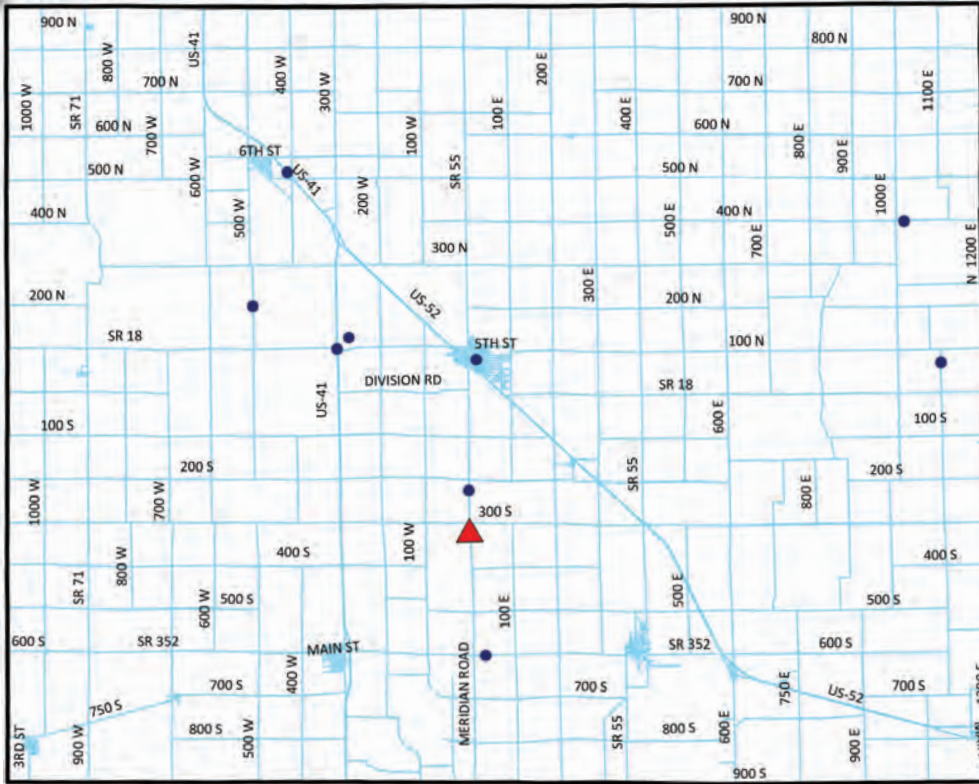 900 N
900 N
800 N
800 W
US-41
400 W
300 W
200 E
700 N
700 N
1000 W
SR 71
1100 E
600 N
700 W
100 W
100 E
400 E
600 N
800 E
900 E
6TH ST
500 N
600 W
US-41
200 W
SR 55
500 N
1000 E
400 N
500 W
500 E
400 N
700 E
300 N
N 1200 E
200 N
US-52
300 E
200 N
SR 18
5TH ST
100 N
DIVISION RD
SR 18
US-41
100 S
600 E
100 S
200 S
SR 55
200 S
1000 W
700 W
800 E
300 S
100 W
400 S
400 S
SR 71
800 W
500 E
600 W
500 S
100 E
500 S
600 S
SR 352
MAIN ST
SR 352
600 S
MERIDIAN ROAD
400 W
700 S
700 S
750 E
700 S
750 S
US-52
3RD ST
900 W
800 S
500 W
SR 55
800 S
600 E
900 E
900 S